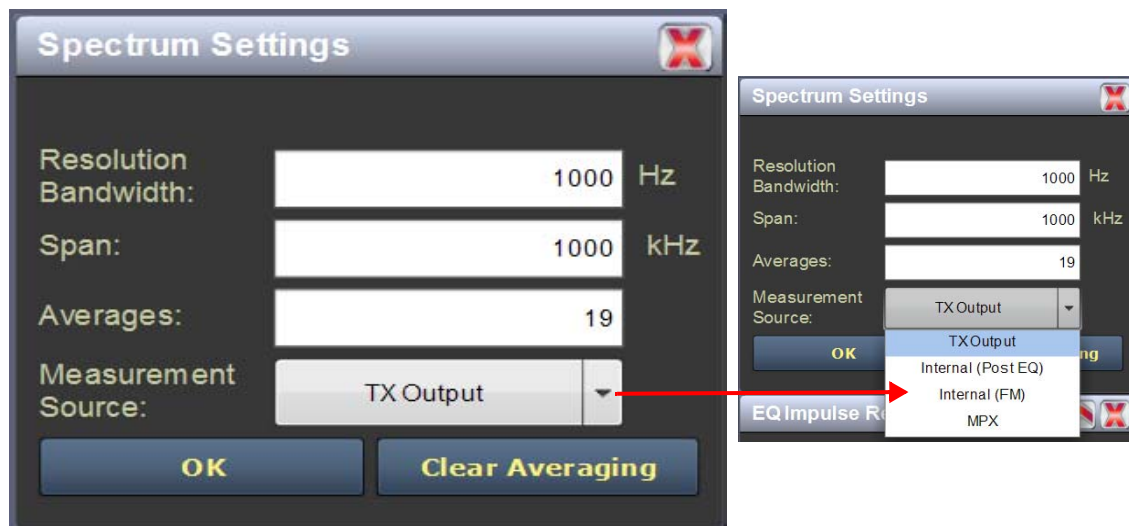 Spectrum Settings
Resolution
Bandwidth:
1000 Hz
Span:
1000 kHz
Averages:
19
Measurement
Source:
TX Output
OK
Clear Averaging
Spectrum Settings
Resolution
Bandwidth:
1000 Hz
Span:
1000 kHz
Averages:
19
Measurement
Source:
TX Output
TX Output
Internal (Post EQ)
Internal (FM)
MPX
OK
ng
EQ Impulse Re